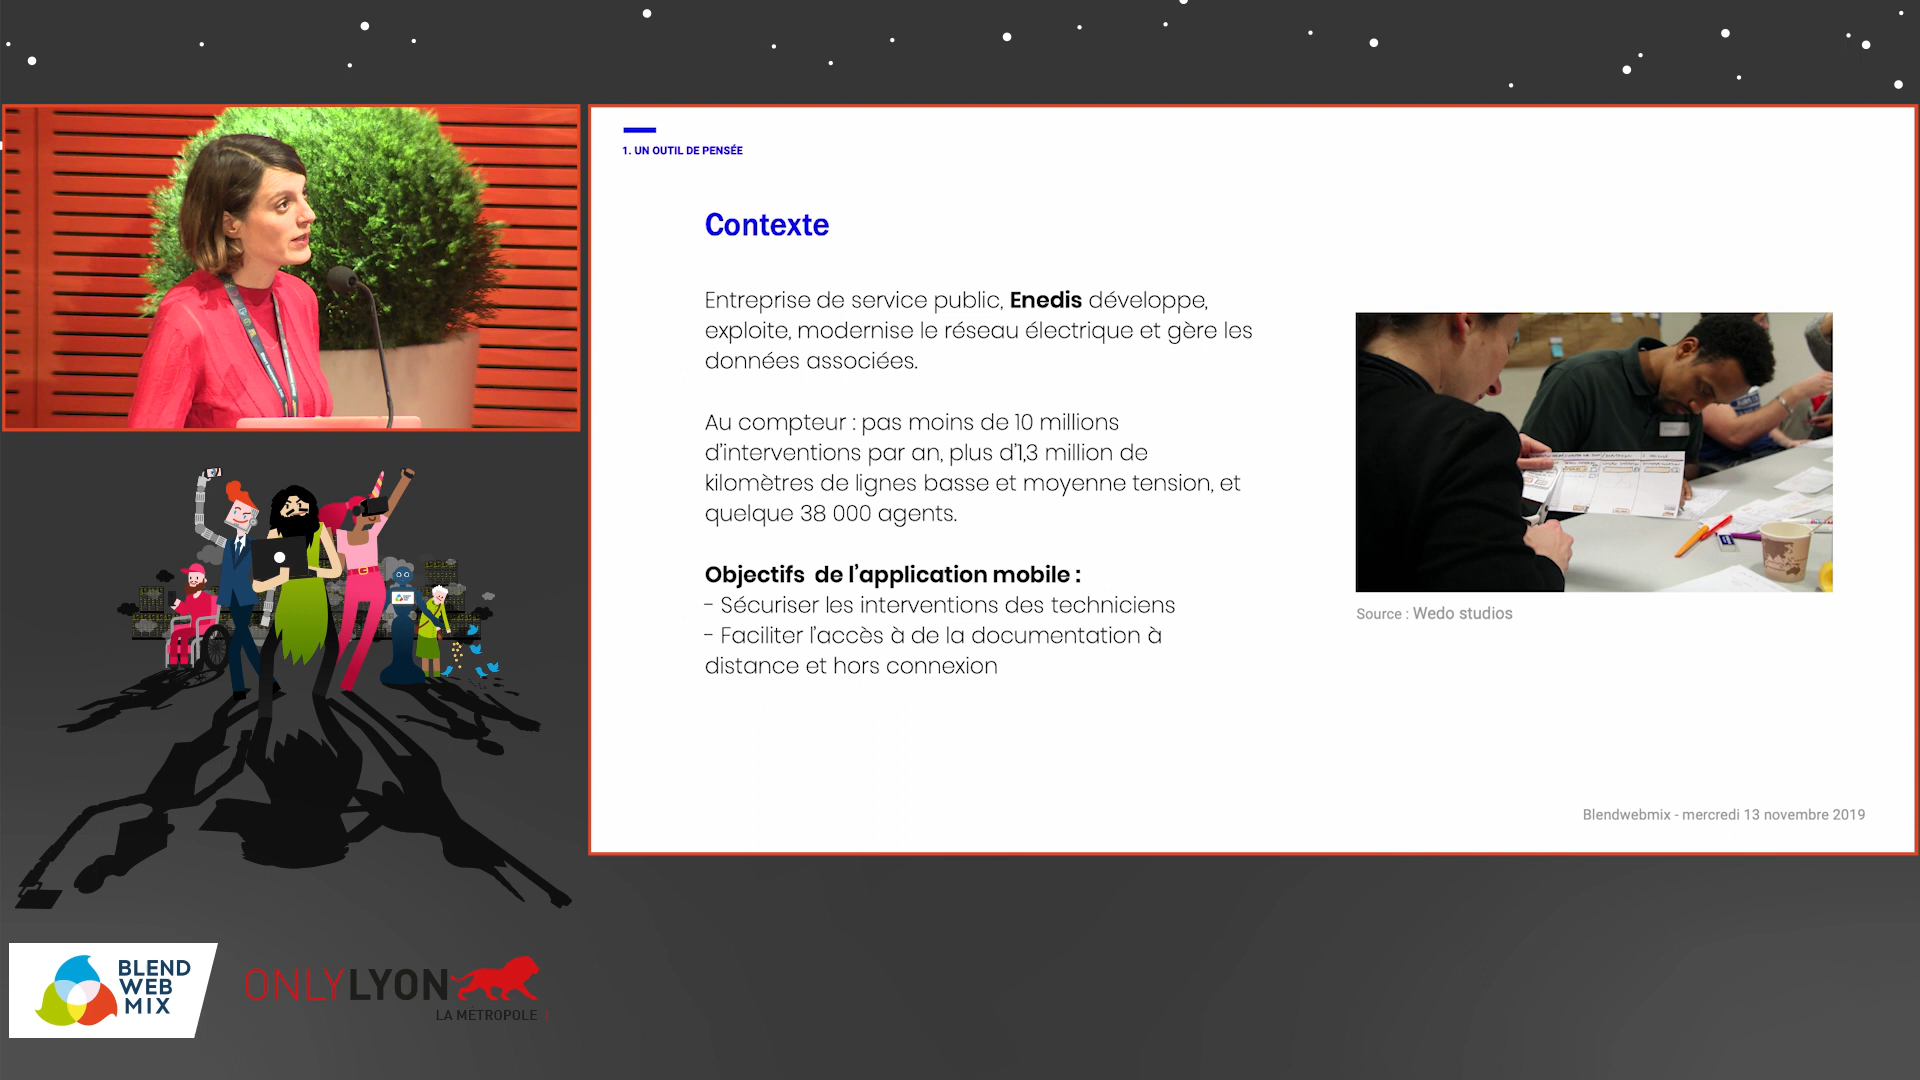 1. UN OUTIL DE PENSÉE
Contexte
Entreprise de service public, Enedis développe,
exploite, modernise le réseau électrique et gère les
données associées.
Au compteur : pas moins de 10 millions
d'interventions par an, plus d'1,3 million de
kilomètres de lignes basse et moyenne tension, et
quelque 38 000 agents.
Objectifs  de l'application mobile :
- Sécuriser les interventions des techniciens
- Faciliter l'accès à de la documentation à
distance et hors connexion
Source : Wedo studios
Blendwebmix - mercredi 13 novembre 2019
BLEND
WEB
MIX
ONLYLYON
LA MÉTROPOLE